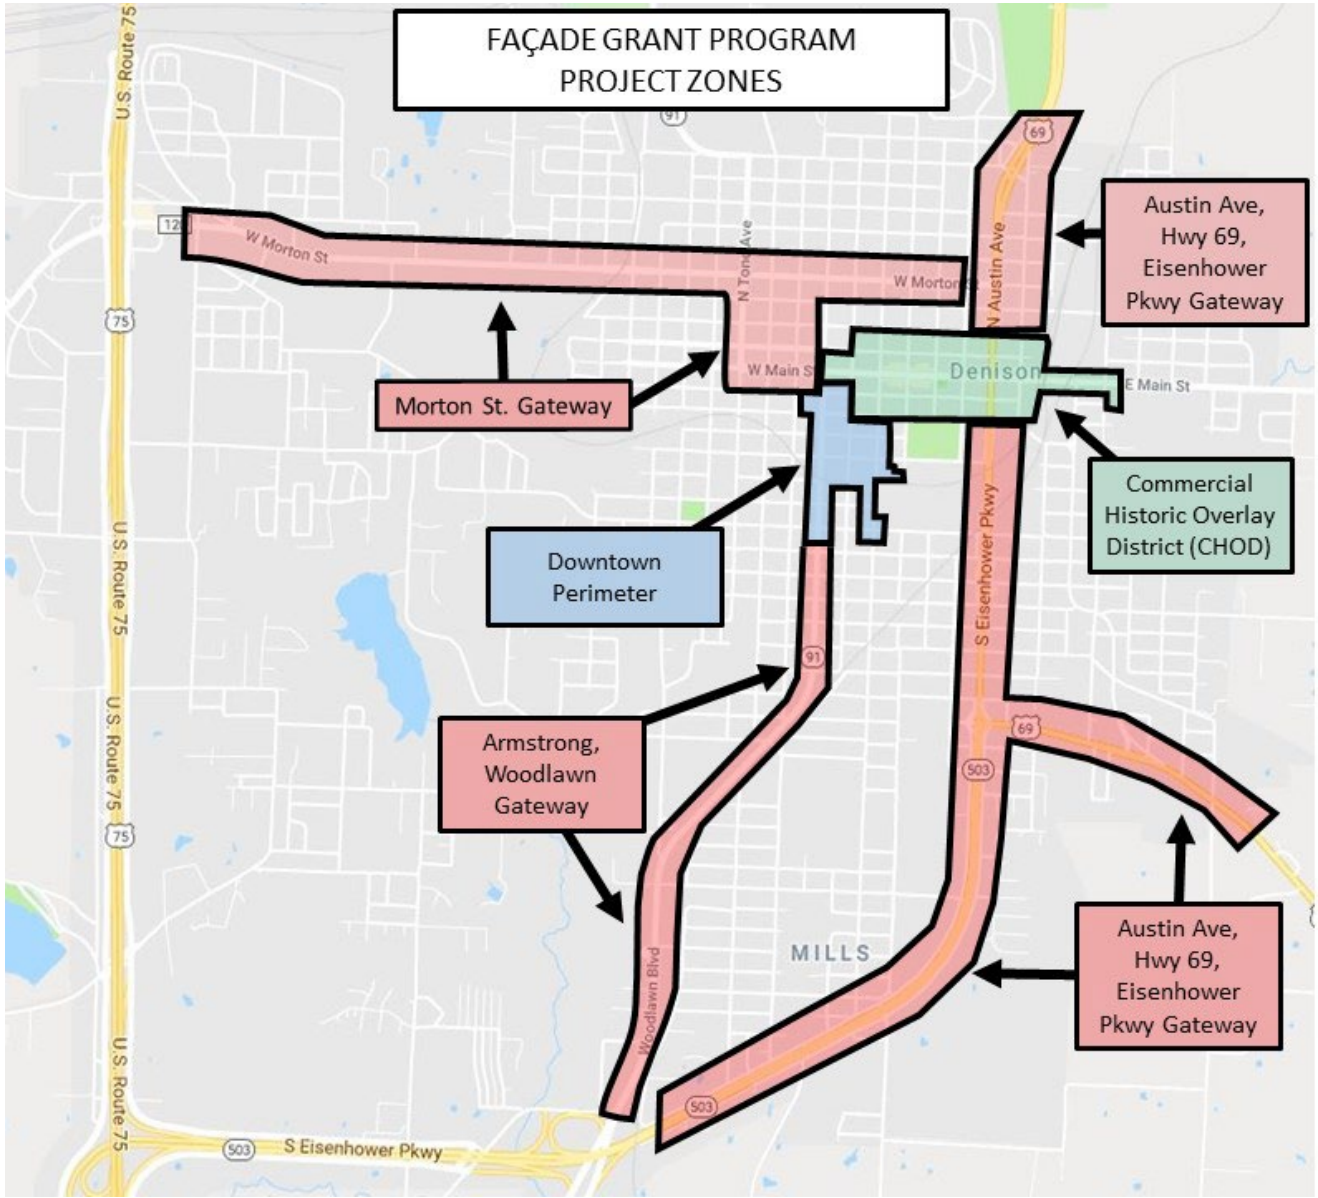 FAÇADE GRANT PROGRAM
PROJECT ZONES
U.S. Route 75
91
69
Austin Ave,
Hwy 69,
Eisenhower
Pkwy Gateway
W Morton St
N Tone Ave
W Morton
N Austin Ave
75
Morton St. Gateway
W Main St
Denison
E Main St
Commercial
Historic Overlay
District (CHOD)
Downtown
Perimeter
U.S. Route 75
S Eisenhower Pkwy
91
Armstrong,
Woodlawn
Gateway
U.S. Route 75
69
503
75
MILLS
Woodlawn Blvd
Austin Ave,
Hwy 69,
Eisenhower
Pkwy Gateway
U.S. Route 75
503
503
S Eisenhower Pkwy